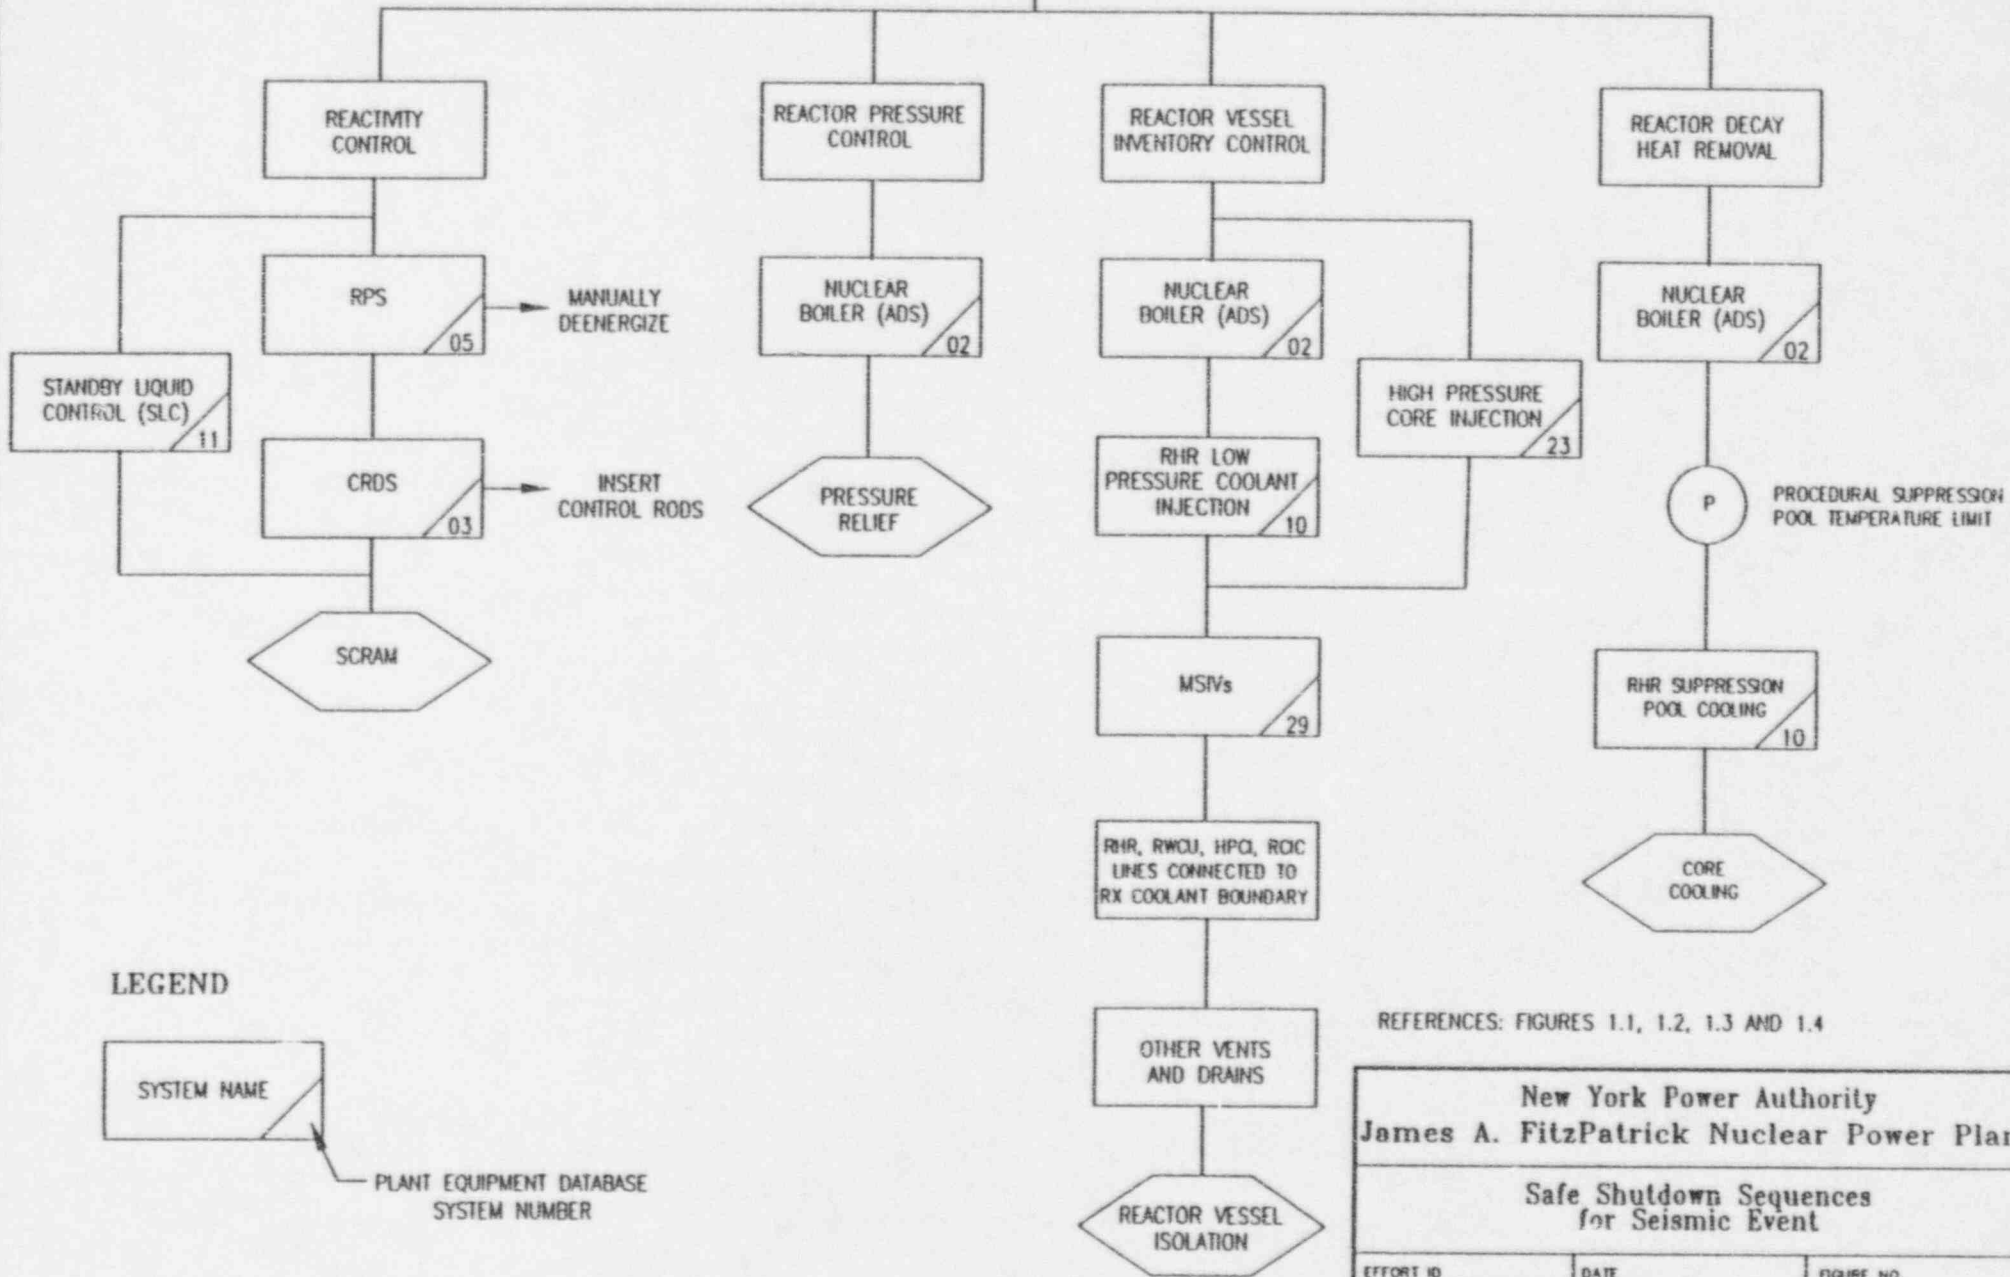 REACTIVITY
CONTROL
RPS
05
MANUALLY
DEENERGIZE
STANDBY LIQUID
CONTROL (SLC)
11
CRDS
03
INSERT
CONTROL RODS
SCRAM
REACTOR PRESSURE
CONTROL
NUCLEAR
BOILER (ADS)
02
PRESSURE
RELIEF
REACTOR VESSEL
INVENTORY CONTROL
NUCLEAR
BOILER (ADS)
02
HIGH PRESSURE
CORE INJECTION
23
RHR LOW
PRESSURE COOLANT
INJECTION
10
MSIVs
29
RHR, RWCU, HPCI, RCIC
LINES CONNECTED TO
RX COOLANT BOUNDARY
OTHER VENTS
AND DRAINS
REACTOR VESSEL
ISOLATION
REACTOR DECAY
HEAT REMOVAL
NUCLEAR
BOILER (ADS)
02
P
PROCEDURAL SUPPRESSION
POOL TEMPERATURE LIMIT
RHR SUPPRESSION
POOL COOLING
10
CORE
COOLING
LEGEND
SYSTEM NAME
PLANT EQUIPMENT DATABASE
SYSTEM NUMBER
REFERENCES: FIGURES 1.1, 1.2, 1.3 AND 1.4
New York Power Authority
James A. FitzPatrick Nuclear Power Plan
Safe Shutdown Sequences
for Seismic Event
EFFORT ID
DATE
FIGURE NO